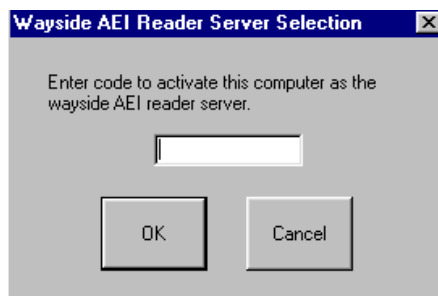 Wayside AEI Reader Server Selection
Enter code to activate this computer as the
wayside AEI reader server.
OK
Cancel